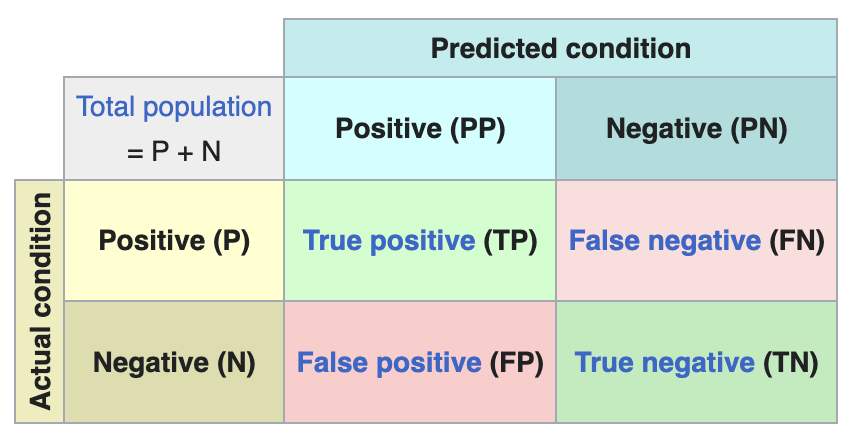 Predicted condition
Total population
= P + N
Positive (PP)
Negative (PN)
Actual condition
Positive (P)
True positive (TP)
False negative (FN)
Negative (N)
False positive (FP)
True negative (TN)